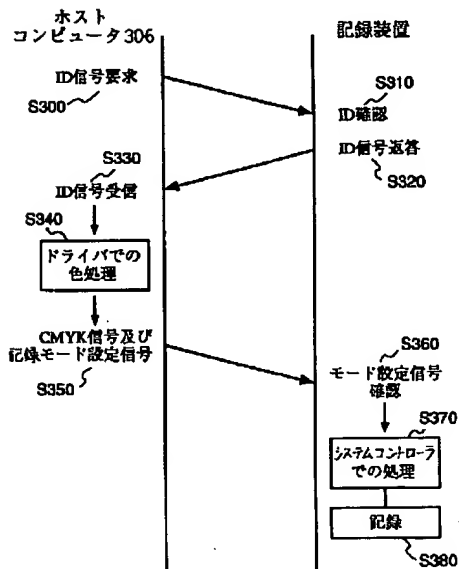 ホスト
コンピュータ306
記録装置
ID信号要求
S300
S310
ID確認
ID信号返答
S320
S330
ID信号受信
S340
ドライバでの
色処理
CMYK信号及び
記録モード設定信号
S350
S360
モード設定信号
確認
S370
システムコントローラ
での処理
記録
S380